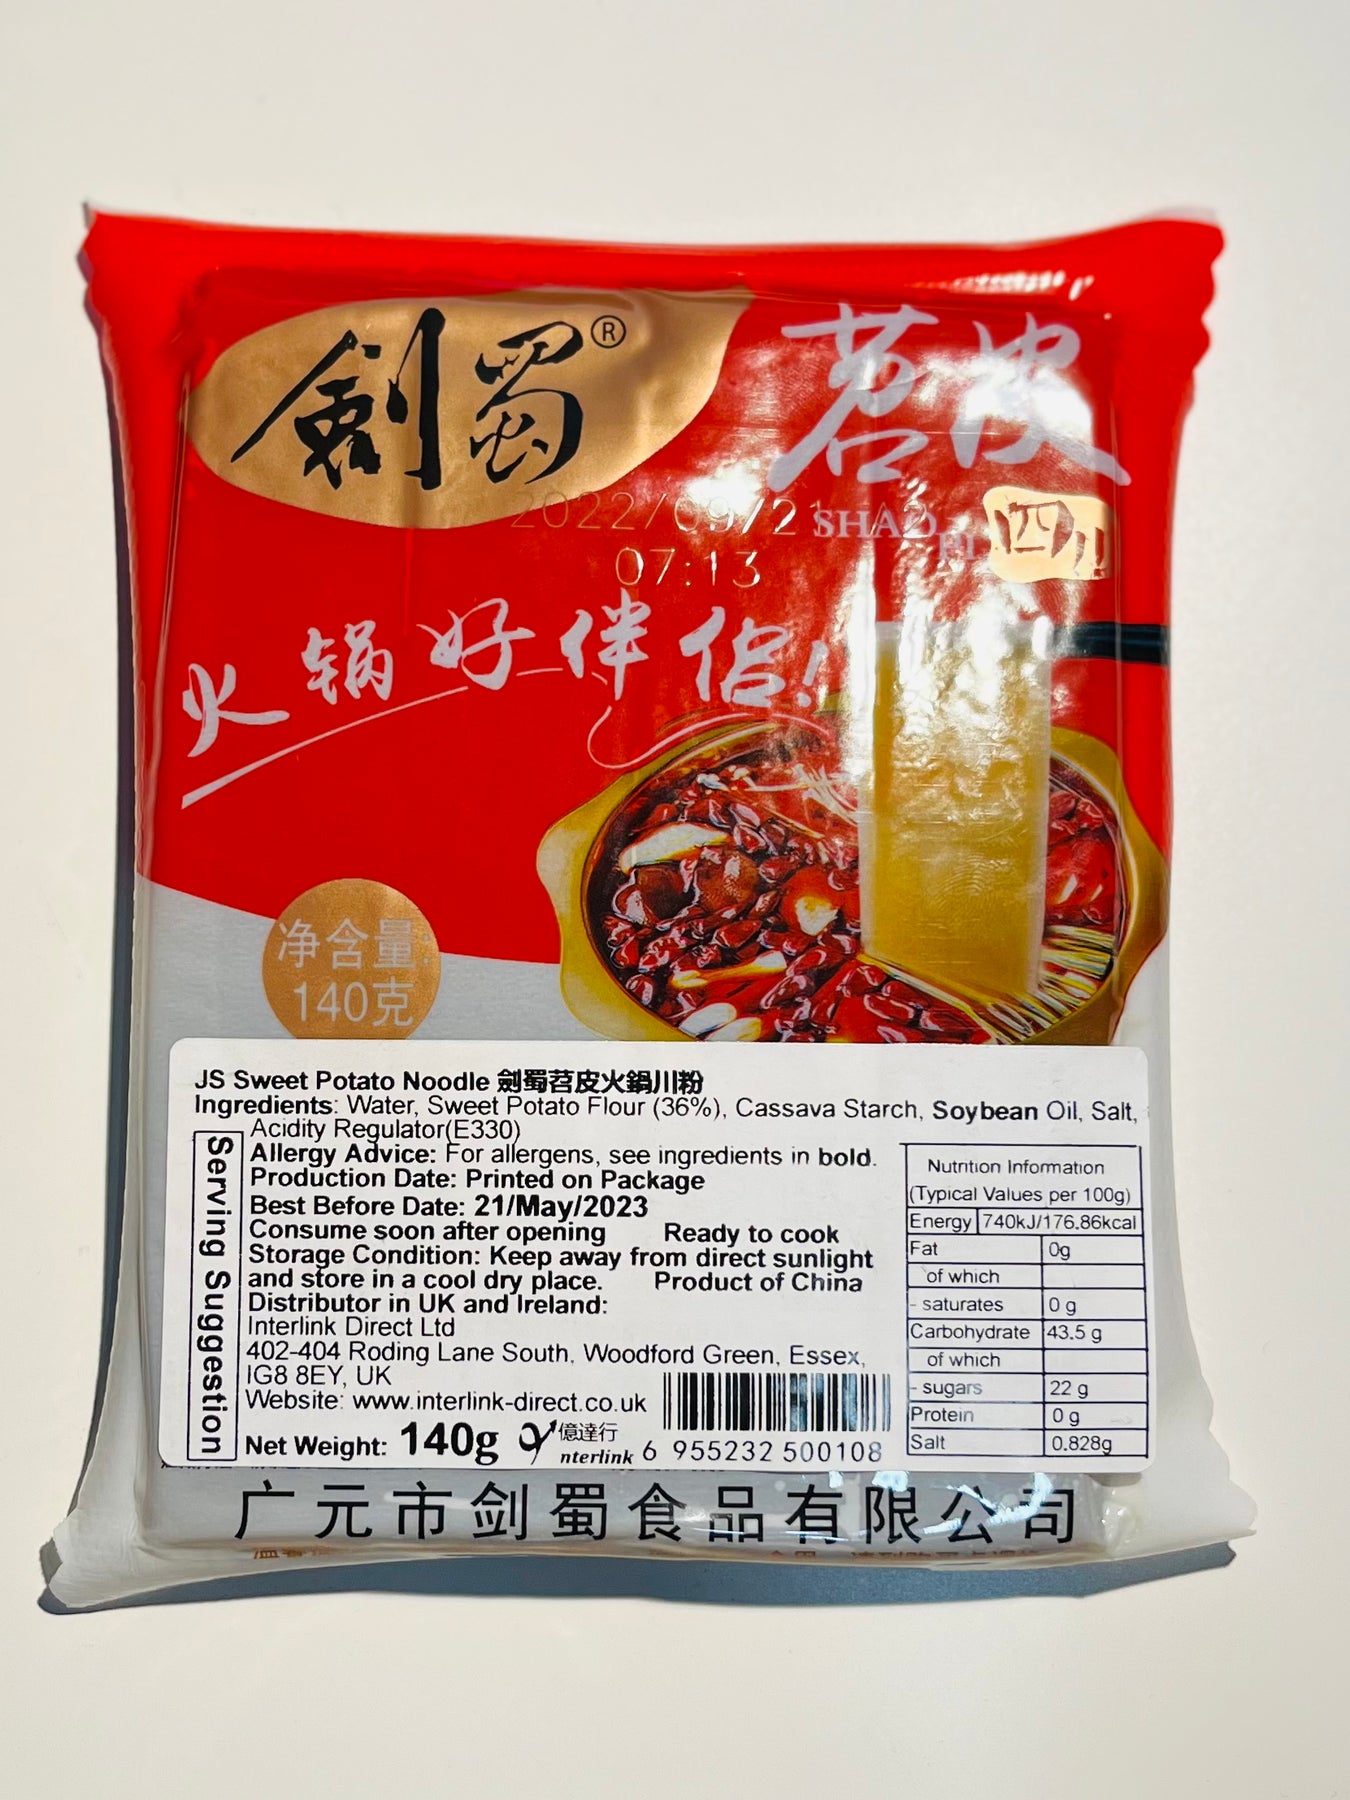 劍蜀®
苕皮
SHAO PI
四川
2022/09/2
07:13
火锅好伴侣!
净含量:
140克
JS Sweet Potato Noodle 劍蜀苕皮火鍋川粉
Ingredients: Water, Sweet Potato Flour (36%), Cassava Starch, Soybean Oil, Salt,
Acidity Regulator(E330)
Serving Suggestion
Allergy Advice: For allergens, see ingredients in bold.
Production Date: Printed on Package
Best Before Date: 21/May/2023
Consume soon after opening Ready to cook
Storage Condition: Keep away from direct sunlight
and store in a cool dry place. Product of China
Distributor in UK and Ireland:
Interlink Direct Ltd
402-404 Roding Lane South, Woodford Green, Essex,
IG8 8EY, UK
Website: www.interlink-direct.co.uk
Net Weight: 140g
億達行
nterlink
6 955232 500108
Nutrition Information
(Typical Values per 100g)
Energy 740kJ/176.86kcal
Fat 0g
of which
- saturates 0 g
Carbohydrate 43.5 g
of which
- sugars 22 g
Protein 0 g
Salt 0.828g
广元市剑蜀食品有限公司